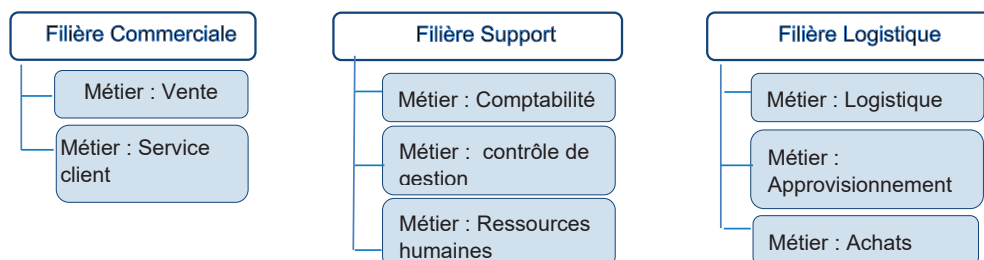 Filière Commerciale
Métier : Vente
Métier : Service
client
Filière Support
Métier : Comptabilité
Métier :  contrôle de
gestion
Métier : Ressources
humaines
Filière Logistique
Métier : Logistique
Métier :
Approvisionnement
Métier : Achats